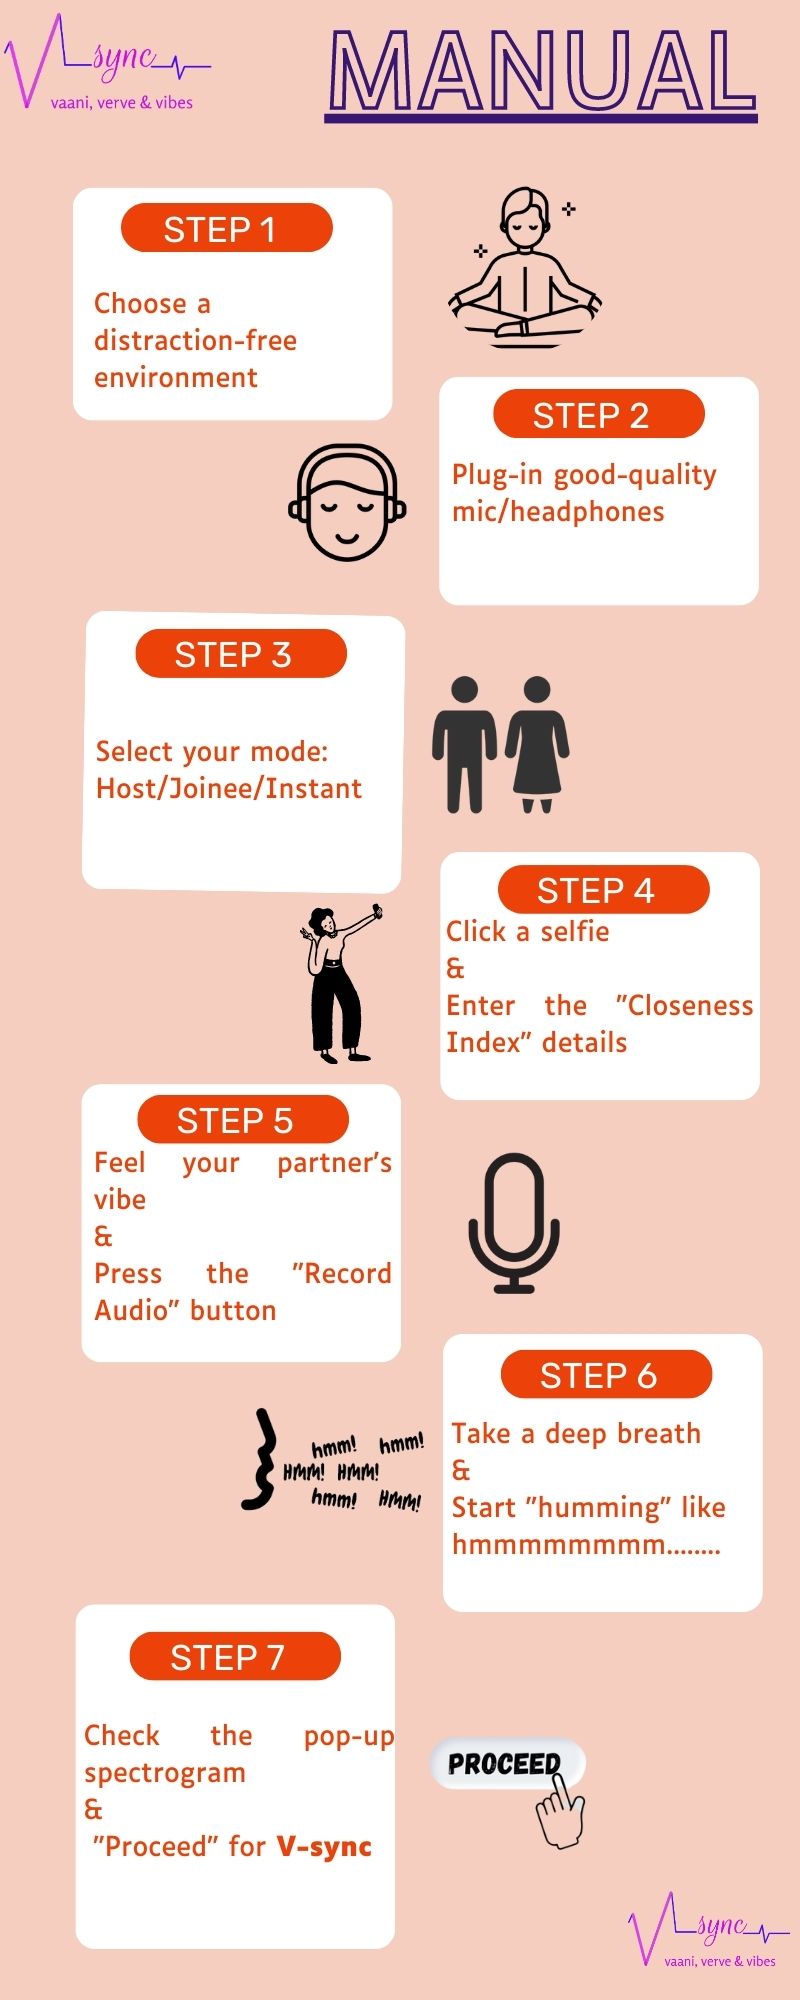 V sync
vaani, verve & vibes
MANUAL
STEP 1
Choose a
distraction-free
environment
STEP 2
Plug-in good-quality
mic/headphones
STEP 3
Select your mode:
Host/Joinee/Instant
STEP 4
Click a selfie
&
Enter the "Closeness
Index" details
STEP 5
Feel your partner's
vibe
&
Press the "Record
Audio" button
STEP 6
Take a deep breath
&
Start "humming" like
hmmmmmmmm........
hmm! hmm!
HMM! HMM!
hmm! HMM!
STEP 7
Check the pop-up
spectrogram
&
"Proceed" for V-sync
PROCEED
V sync
vaani, verve & vibes